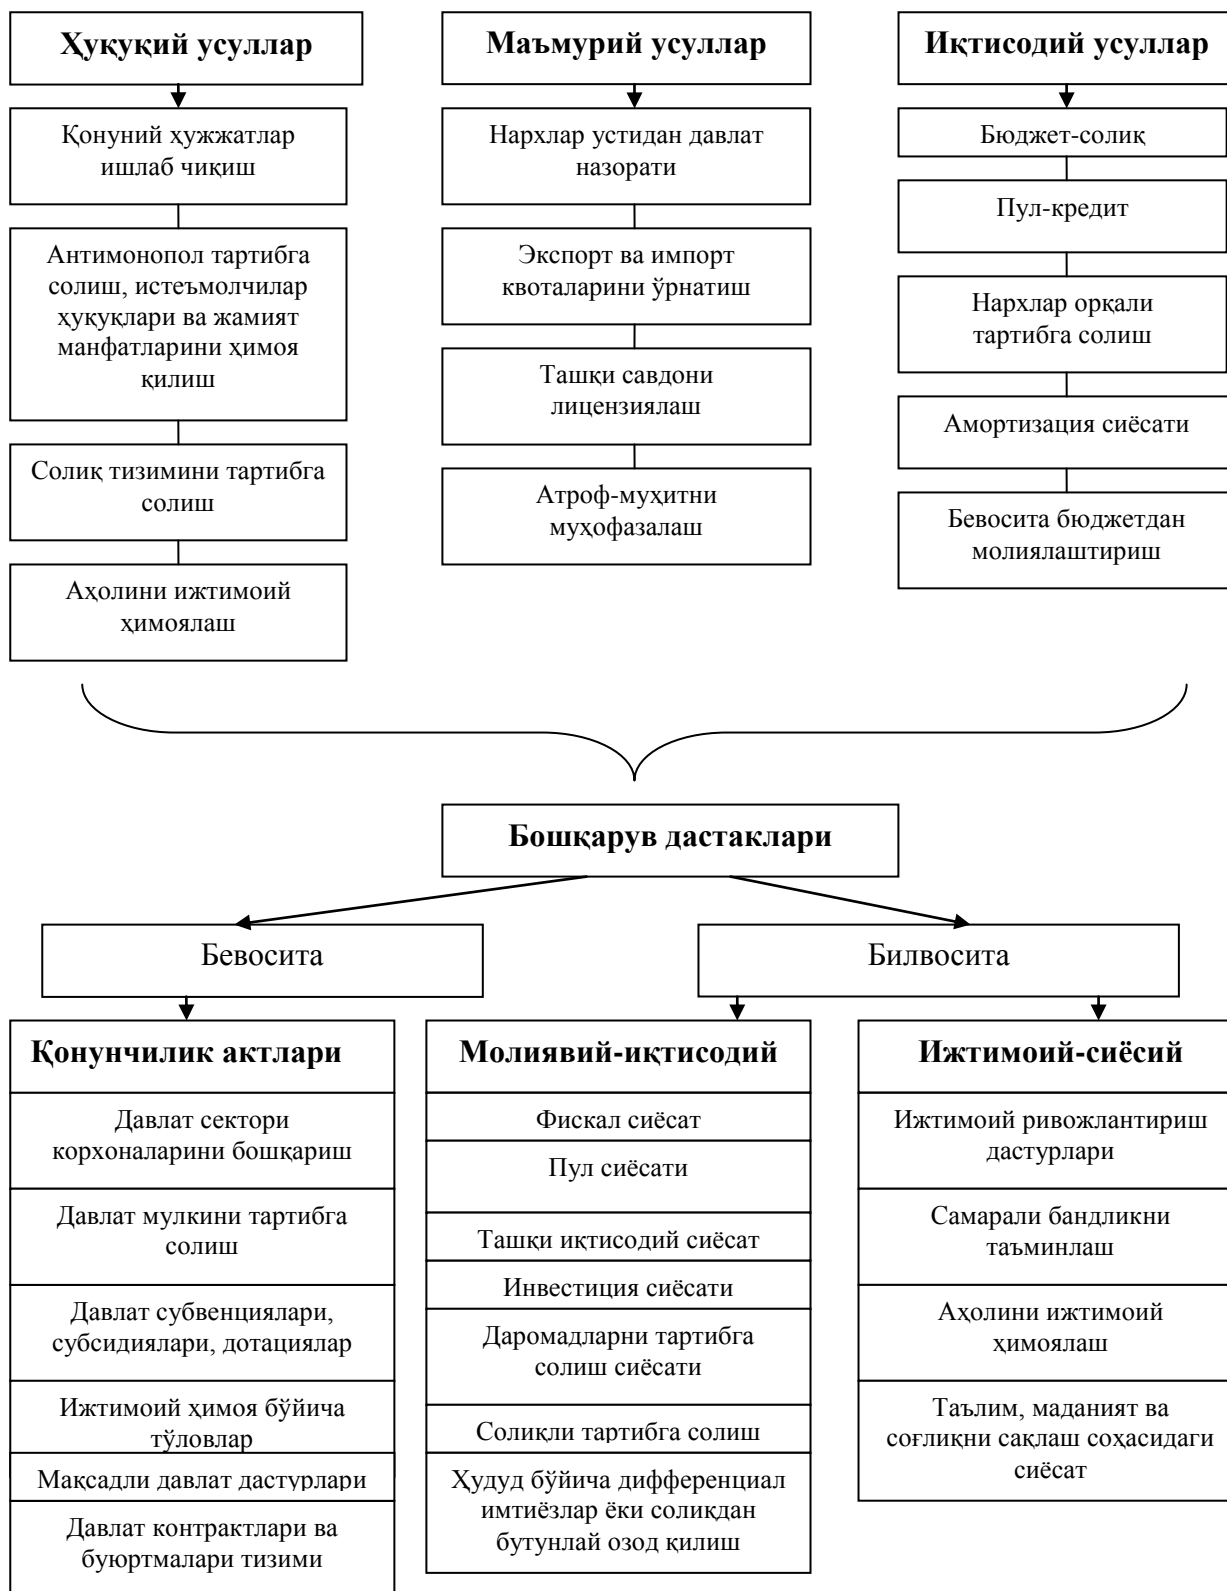 Ҳуқуқий усуллар
Қонуний ҳужжатлар
ишлаб чиқиш
Антимонопол тартибга
солиш, истеъмолчилар
ҳуқуқлари ва жамият
манфатларини ҳимоя
қилиш
Солиқ тизимини тартибга
солиш
Аҳолини ижтимоий
ҳимоялаш
Маъмурий усуллар
Нархлар устидан давлат
назорати
Экспорт ва импорт
квоталарини ўрнатиш
Ташқи савдони
лицензиялаш
Атроф-муҳитни
муҳофазалаш
Иқтисодий усуллар
Бюджет-солиқ
Пул-кредит
Нархлар орқали
тартибга солиш
Амортизация сиёсати
Бевосита бюджетдан
молиялаштириш
Бошқарув дастаклари
Бевосита
Билвосита
Қонунчилик актлари
Давлат сектори
корхоналарини бошқариш
Давлат мулкини тартибга
солиш
Давлат субвенциялари,
субсидиялари, дотациялар
Ижтимоий ҳимоя бўйича
тўловлар
Мақсадли давлат дастурлари
Давлат контрактлари ва
буюртмалари тизими
Молиявий-иқтисодий
Фискал сиёсат
Пул сиёсати
Ташқи иқтисодий сиёсат
Инвестиция сиёсати
Даромадларни тартибга
солиш сиёсати
Солиқли тартибга солиш
Ҳудуд бўйича дифференциал
имтиёзлар ёки солиқдан
бутунлай озод қилиш
Ижтимоий-сиёсий
Ижтимоий ривожлантириш
дастурлари
Самарали бандликни
таъминлаш
Аҳолини ижтимоий
ҳимоялаш
Таълим, маданият ва
соғлиқни сақлаш соҳасидаги
сиёсат